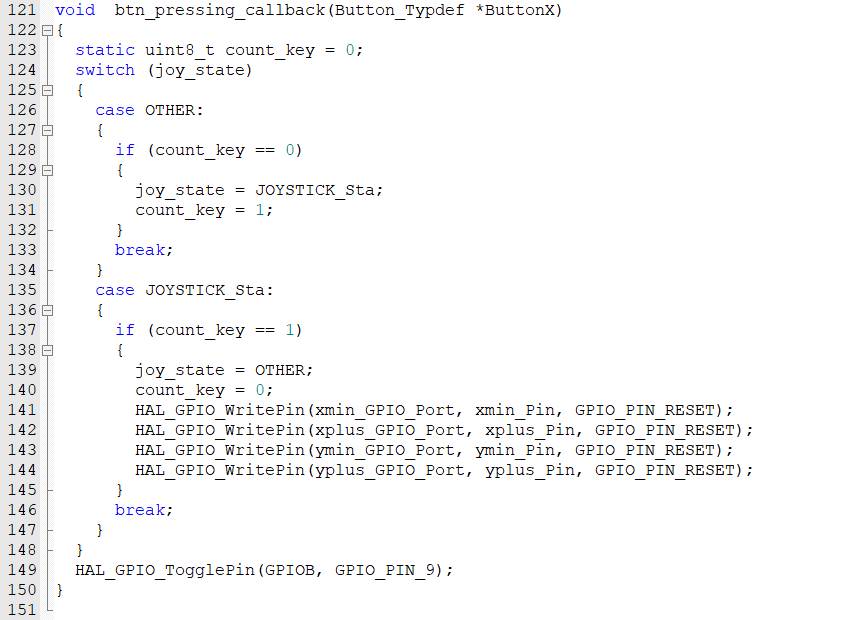 121 void  btn_pressing_callback(Button_Typdef *ButtonX)
122 {
123   static uint8_t count_key = 0;
124   switch (joy_state)
125   {
126     case OTHER:
127     {
128       if (count_key == 0)
129       {
130         joy_state = JOYSTICK_Sta;
131         count_key = 1;
132       }
133       break;
134     }
135     case JOYSTICK_Sta:
136     {
137       if (count_key == 1)
138       {
139         joy_state = OTHER;
140         count_key = 0;
141         HAL_GPIO_WritePin(xmin_GPIO_Port, xmin_Pin, GPIO_PIN_RESET);
142         HAL_GPIO_WritePin(xplus_GPIO_Port, xplus_Pin, GPIO_PIN_RESET);
143         HAL_GPIO_WritePin(ymin_GPIO_Port, ymin_Pin, GPIO_PIN_RESET);
144         HAL_GPIO_WritePin(yplus_GPIO_Port, yplus_Pin, GPIO_PIN_RESET);
145       }
146       break;
147     }
148   }
149   HAL_GPIO_TogglePin(GPIOB, GPIO_PIN_9);
150 }
151